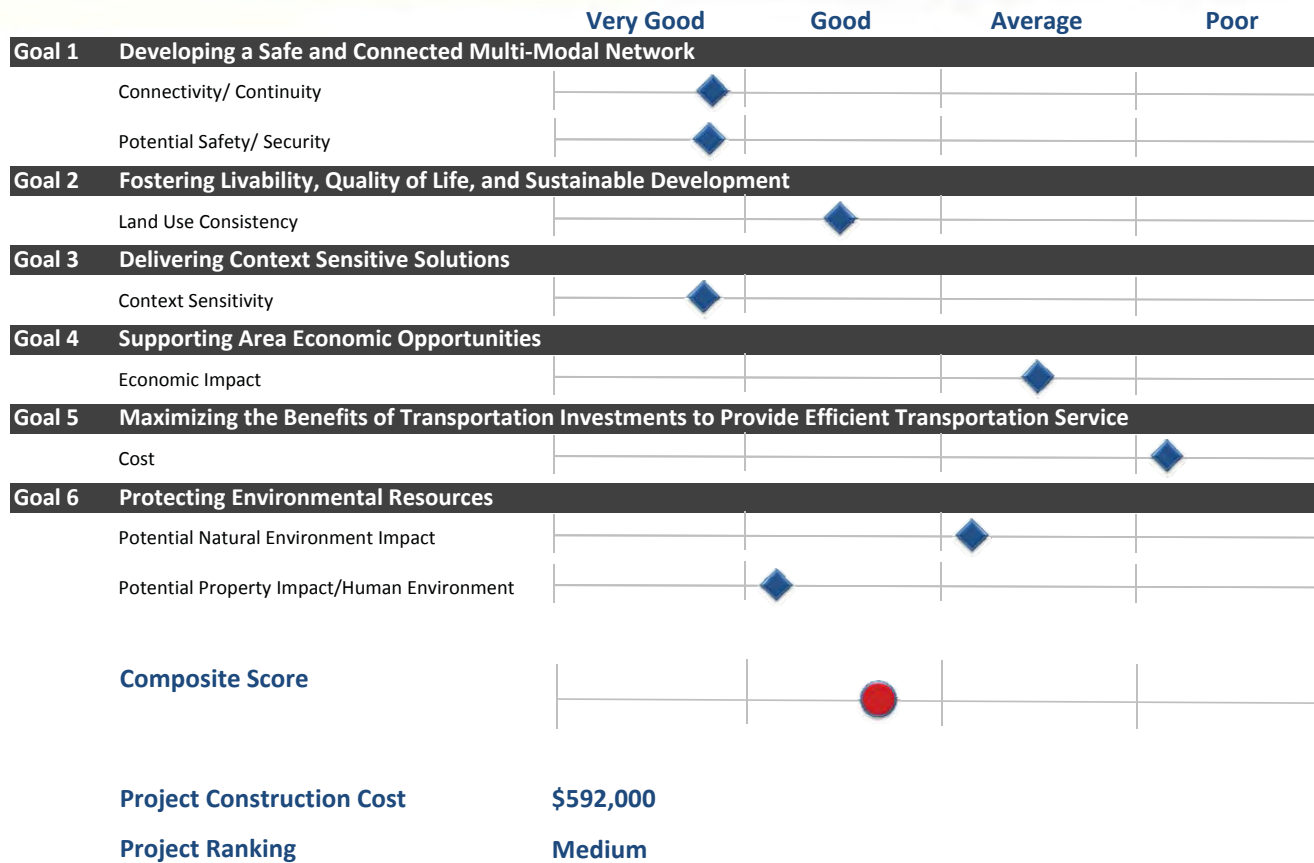 Very Good Good Average Poor
Goal 1 Developing a Safe and Connected Multi-Modal Network
Connectivity/ Continuity
Potential Safety/ Security
Goal 2 Fostering Livability, Quality of Life, and Sustainable Development
Land Use Consistency
Goal 3 Delivering Context Sensitive Solutions
Context Sensitivity
Goal 4 Supporting Area Economic Opportunities
Economic Impact
Goal 5 Maximizing the Benefits of Transportation Investments to Provide Efficient Transportation Service
Cost
Goal 6 Protecting Environmental Resources
Potential Natural Environment Impact
Potential Property Impact/Human Environment
Composite Score
Project Construction Cost $592,000
Project Ranking Medium